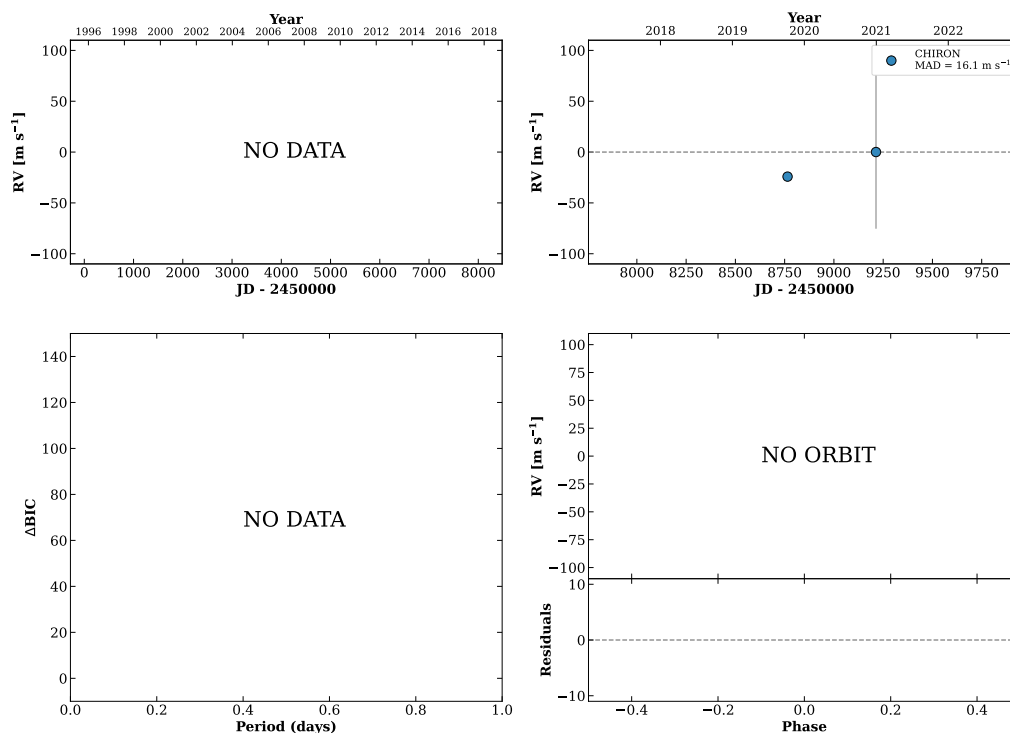 Year
1996 1998 2000 2002 2004 2006 2008 2010 2012 2014 2016 2018
100
50
0
−50
−100
RV [m s⁻¹]
NO DATA
0 1000 2000 3000 4000 5000 6000 7000 8000
JD - 2450000
Year
2018 2019 2020 2021 2022
CHIRON
MAD = 16.1 m s⁻¹
100
50
0
−50
−100
RV [m s⁻¹]
8000 8250 8500 8750 9000 9250 9500 9750
JD - 2450000
140
120
100
80
60
40
20
0
ΔBIC
NO DATA
0.0 0.2 0.4 0.6 0.8 1.0
Period (days)
100
75
50
25
0
−25
−50
−75
−100
RV [m s⁻¹]
NO ORBIT
10
0
−10
Residuals
−0.4 −0.2 0.0 0.2 0.4
Phase